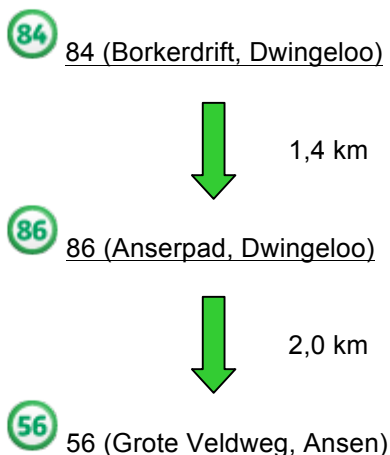 84 84 (Borkerdrift, Dwingeloo)
1,4 km
86 86 (Anserpad, Dwingeloo)
2,0 km
56 56 (Grote Veldweg, Ansen)